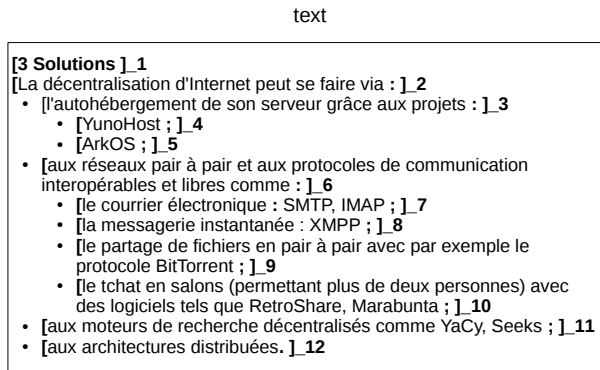 text
[3 Solutions ]_1
[La décentralisation d'Internet peut se faire via : ]_2
• [l'autohébergement de son serveur grâce aux projets : ]_3
• [YunoHost ; ]_4
• [ArkOS ; ]_5
• [aux réseaux pair à pair et aux protocoles de communication
interopérables et libres comme : ]_6
• [le courrier électronique : SMTP, IMAP ; ]_7
• [la messagerie instantanée : XMPP ; ]_8
• [le partage de fichiers en pair à pair avec par exemple le
protocole BitTorrent ; ]_9
• [le tchat en salons (permettant plus de deux personnes) avec
des logiciels tels que RetroShare, Marabunta ; ]_10
• [aux moteurs de recherche décentralisés comme YaCy, Seeks ; ]_11
• [aux architectures distribuées. ]_12